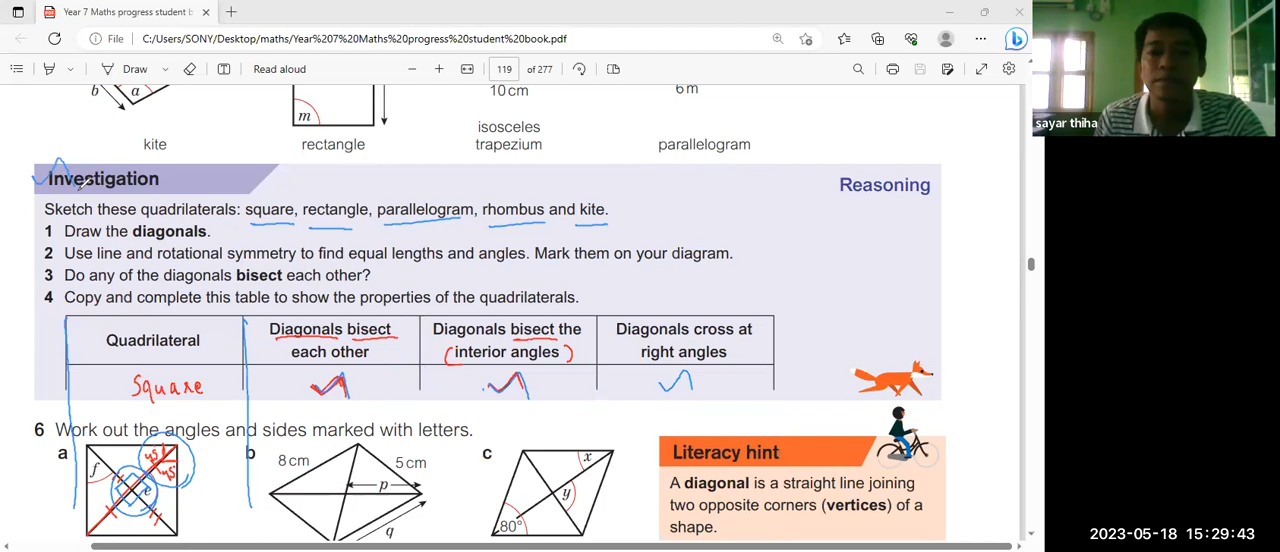 Year 7 Maths progress student b
File
C:/Users/SONY/Desktop/maths/Year%207%20Maths%20progress%20student%20book.pdf
Draw
Read aloud
119 of 277
b
a
m
10 cm
6 m
kite
rectangle
isosceles
trapezium
parallelogram
sayar thiha
Investigation
Reasoning
Sketch these quadrilaterals: square, rectangle, parallelogram, rhombus and kite.
1 Draw the diagonals.
2 Use line and rotational symmetry to find equal lengths and angles. Mark them on your diagram.
3 Do any of the diagonals bisect each other?
4 Copy and complete this table to show the properties of the quadrilaterals.
Quadrilateral
Diagonals bisect
each other
Diagonals bisect the
(interior angles)
Diagonals cross at
right angles
Square
6 Work out the angles and sides marked with letters.
a
f
45
45
e
b
8 cm
5 cm
p
q
c
x
y
80°
Literacy hint
A diagonal is a straight line joining
two opposite corners (vertices) of a
shape.
2023-05-18 15:29:43